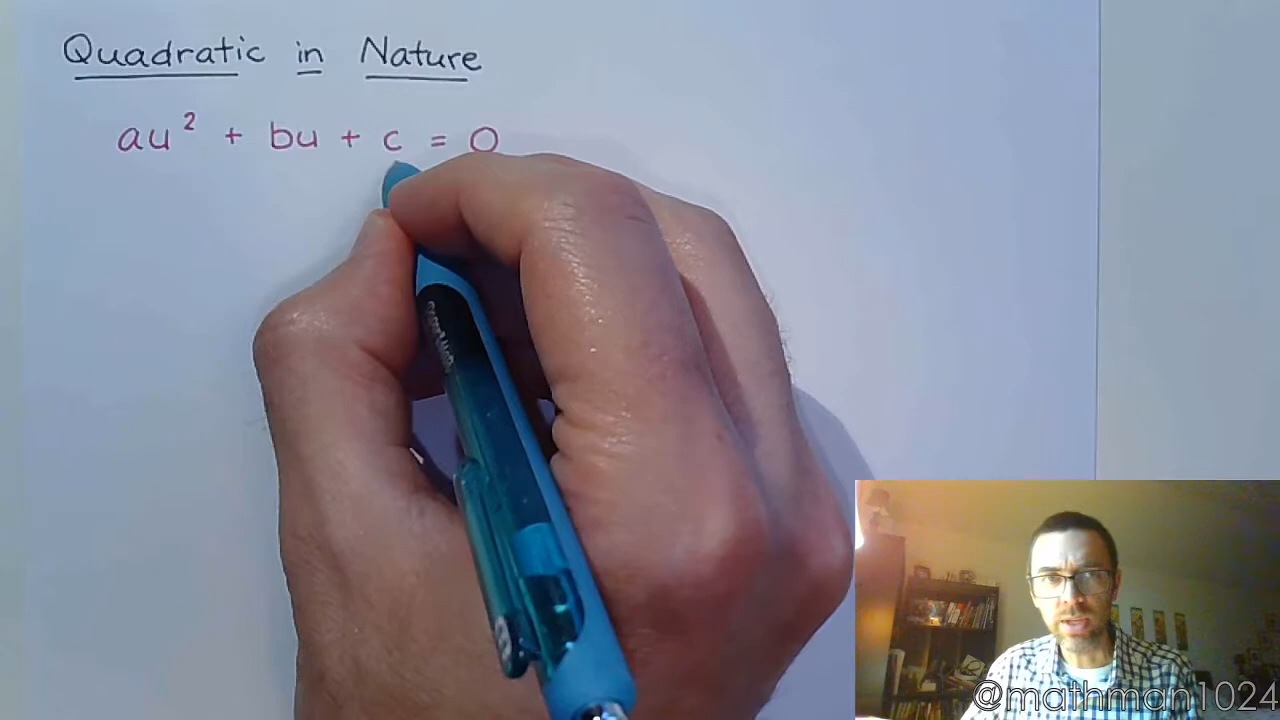 Quadratic in Nature
au² + bu + c = 0
@mathman1024